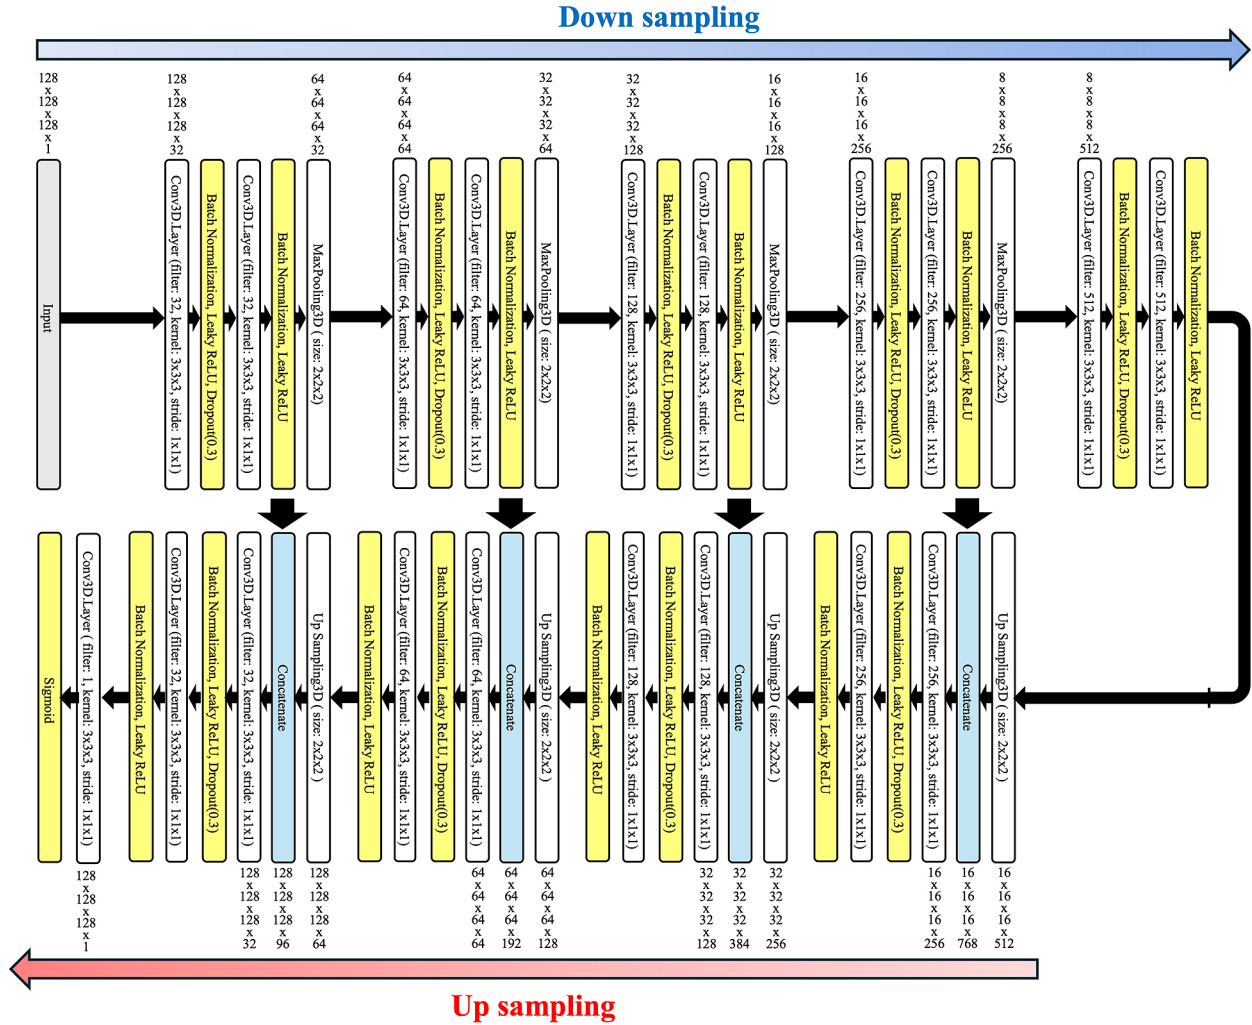 Down sampling
128
x
128
x
128
x
1
128
x
128
x
128
x
32
64
x
64
x
64
x
32
64
x
64
x
64
x
64
32
x
32
x
32
x
64
32
x
32
x
32
x
128
16
x
16
x
16
x
128
16
x
16
x
16
x
256
8
x
8
x
8
x
256
8
x
8
x
8
x
512
Input
Conv3D.Layer (filter: 32, kernel: 3x3x3, stride: 1x1x1)
Batch Normalization, Leaky ReLU, Dropout(0.3)
Conv3D.Layer (filter: 32, kernel: 3x3x3, stride: 1x1x1)
Batch Normalization, Leaky ReLU
MaxPooling3D ( size: 2x2x2)
Conv3D.Layer (filter: 64, kernel: 3x3x3, stride: 1x1x1)
Batch Normalization, Leaky ReLU, Dropout(0.3)
Conv3D.Layer (filter: 64, kernel: 3x3x3, stride: 1x1x1)
Batch Normalization, Leaky ReLU
MaxPooling3D ( size: 2x2x2)
Conv3D.Layer (filter: 128, kernel: 3x3x3, stride: 1x1x1)
Batch Normalization, Leaky ReLU, Dropout(0.3)
Conv3D.Layer (filter: 128, kernel: 3x3x3, stride: 1x1x1)
Batch Normalization, Leaky ReLU
MaxPooling3D ( size: 2x2x2)
Conv3D.Layer (filter: 256, kernel: 3x3x3, stride: 1x1x1)
Batch Normalization, Leaky ReLU, Dropout(0.3)
Conv3D.Layer (filter: 256, kernel: 3x3x3, stride: 1x1x1)
Batch Normalization, Leaky ReLU
MaxPooling3D ( size: 2x2x2)
Conv3D.Layer (filter: 512, kernel: 3x3x3, stride: 1x1x1)
Batch Normalization, Leaky ReLU, Dropout(0.3)
Conv3D.Layer (filter: 512, kernel: 3x3x3, stride: 1x1x1)
Batch Normalization, Leaky ReLU
Sigmoid
Conv3D.Layer ( filter: 1, kernel: 3x3x3, stride: 1x1x1)
Batch Normalization, Leaky ReLU
Conv3D.Layer (filter: 32, kernel: 3x3x3, stride: 1x1x1)
Batch Normalization, Leaky ReLU, Dropout(0.3)
Conv3D.Layer (filter: 32, kernel: 3x3x3, stride: 1x1x1)
Concatenate
Up Sampling3D ( size: 2x2x2 )
Batch Normalization, Leaky ReLU
Conv3D.Layer (filter: 64, kernel: 3x3x3, stride: 1x1x1)
Batch Normalization, Leaky ReLU, Dropout(0.3)
Conv3D.Layer (filter: 64, kernel: 3x3x3, stride: 1x1x1)
Concatenate
Up Sampling3D ( size: 2x2x2 )
Batch Normalization, Leaky ReLU
Conv3D.Layer (filter: 128, kernel: 3x3x3, stride: 1x1x1)
Batch Normalization, Leaky ReLU, Dropout(0.3)
Conv3D.Layer (filter: 128, kernel: 3x3x3, stride: 1x1x1)
Concatenate
Up Sampling3D ( size: 2x2x2 )
Batch Normalization, Leaky ReLU
Conv3D.Layer (filter: 256, kernel: 3x3x3, stride: 1x1x1)
Batch Normalization, Leaky ReLU, Dropout(0.3)
Conv3D.Layer (filter: 256, kernel: 3x3x3, stride: 1x1x1)
Concatenate
Up Sampling3D ( size: 2x2x2 )
128
x
128
x
128
x
1
128
x
128
x
128
x
32
128
x
128
x
128
x
96
128
x
128
x
128
x
64
64
x
64
x
64
x
64
64
x
64
x
64
x
192
64
x
64
x
64
x
128
32
x
32
x
32
x
128
32
x
32
x
32
x
384
32
x
32
x
32
x
256
16
x
16
x
16
x
256
16
x
16
x
16
x
768
16
x
16
x
16
x
512
Up sampling